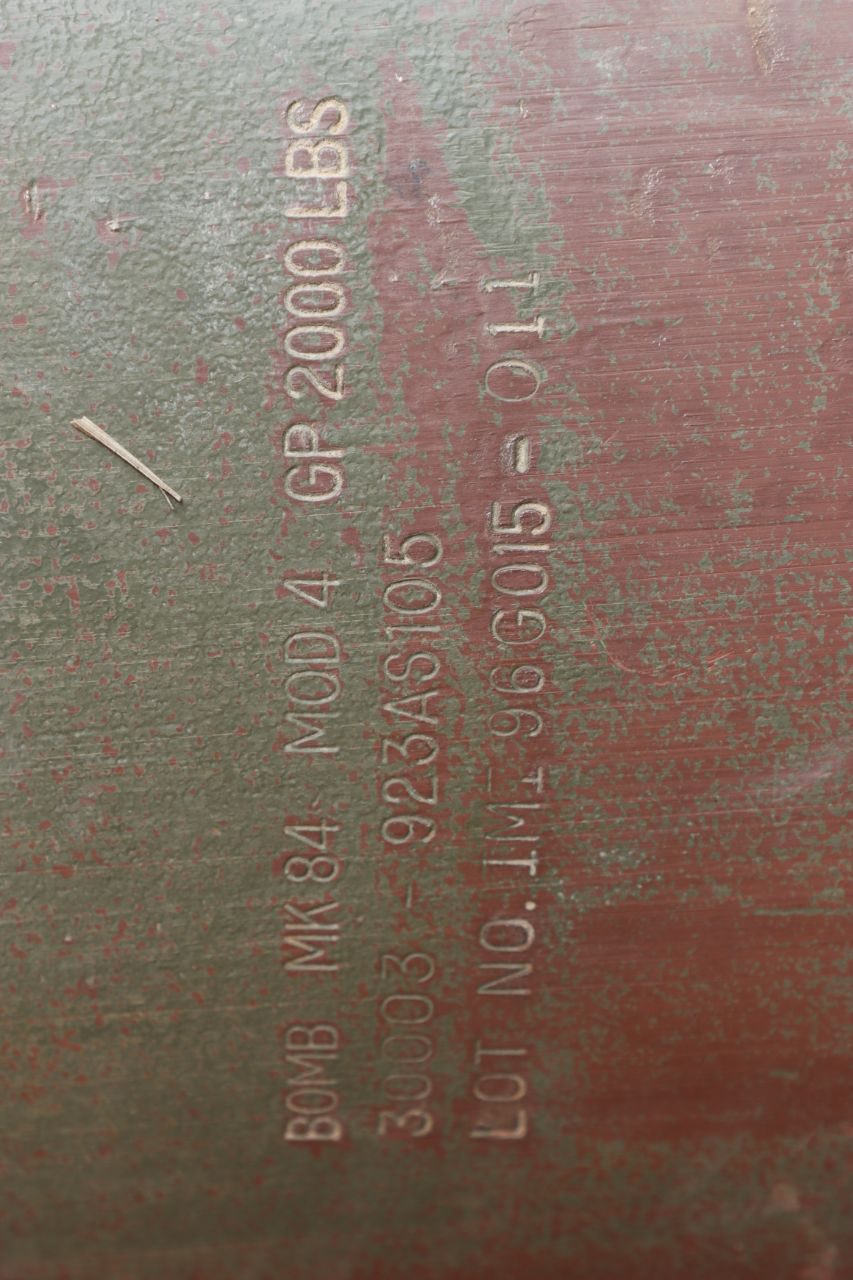 BOMB MK 84 MOD 4 GP 2000 LBS
30003 - 923AS105
LOT NO. IMI 96G015 - 011